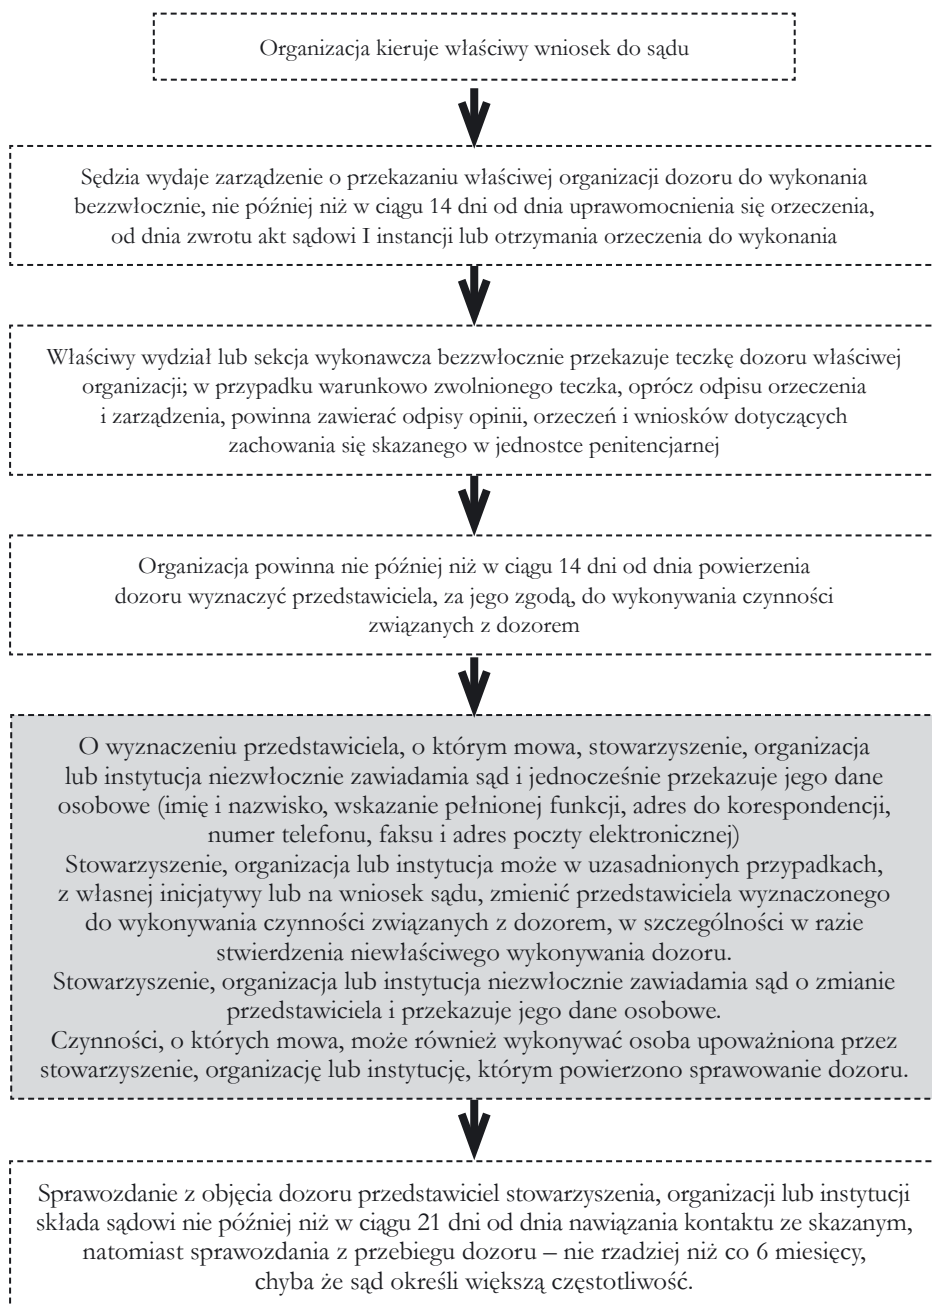 Organizacja kieruje właściwy wniosek do sądu
Sędzia wydaje zarządzenie o przekazaniu właściwej organizacji dozoru do wykonania
bezzwłocznie, nie później niż w ciągu 14 dni od dnia uprawomocnienia się orzeczenia,
od dnia zwrotu akt sądowi I instancji lub otrzymania orzeczenia do wykonania
Właściwy wydział lub sekcja wykonawcza bezzwłocznie przekazuje teczkę dozoru właściwej
organizacji; w przypadku warunkowo zwolnionego teczka, oprócz odpisu orzeczenia
i zarządzenia, powinna zawierać odpisy opinii, orzeczeń i wniosków dotyczących
zachowania się skazanego w jednostce penitencjarnej
Organizacja powinna nie później niż w ciągu 14 dni od dnia powierzenia
dozoru wyznaczyć przedstawiciela, za jego zgodą, do wykonywania czynności
związanych z dozorem
O wyznaczeniu przedstawiciela, o którym mowa, stowarzyszenie, organizacja
lub instytucja niezwłocznie zawiadamia sąd i jednocześnie przekazuje jego dane
osobowe (imię i nazwisko, wskazanie pełnionej funkcji, adres do korespondencji,
numer telefonu, faksu i adres poczty elektronicznej)
Stowarzyszenie, organizacja lub instytucja może w uzasadnionych przypadkach,
z własnej inicjatywy lub na wniosek sądu, zmienić przedstawiciela wyznaczonego
do wykonywania czynności związanych z dozorem, w szczególności w razie
stwierdzenia niewłaściwego wykonywania dozoru.
Stowarzyszenie, organizacja lub instytucja niezwłocznie zawiadamia sąd o zmianie
przedstawiciela i przekazuje jego dane osobowe.
Czynności, o których mowa, może również wykonywać osoba upoważniona przez
stowarzyszenie, organizację lub instytucję, którym powierzono sprawowanie dozoru.
Sprawozdanie z objęcia dozoru przedstawiciel stowarzyszenia, organizacji lub instytucji
składa sądowi nie później niż w ciągu 21 dni od dnia nawiązania kontaktu ze skazanym,
natomiast sprawozdania z przebiegu dozoru – nie rzadziej niż co 6 miesięcy,
chyba że sąd określi większą częstotliwość.